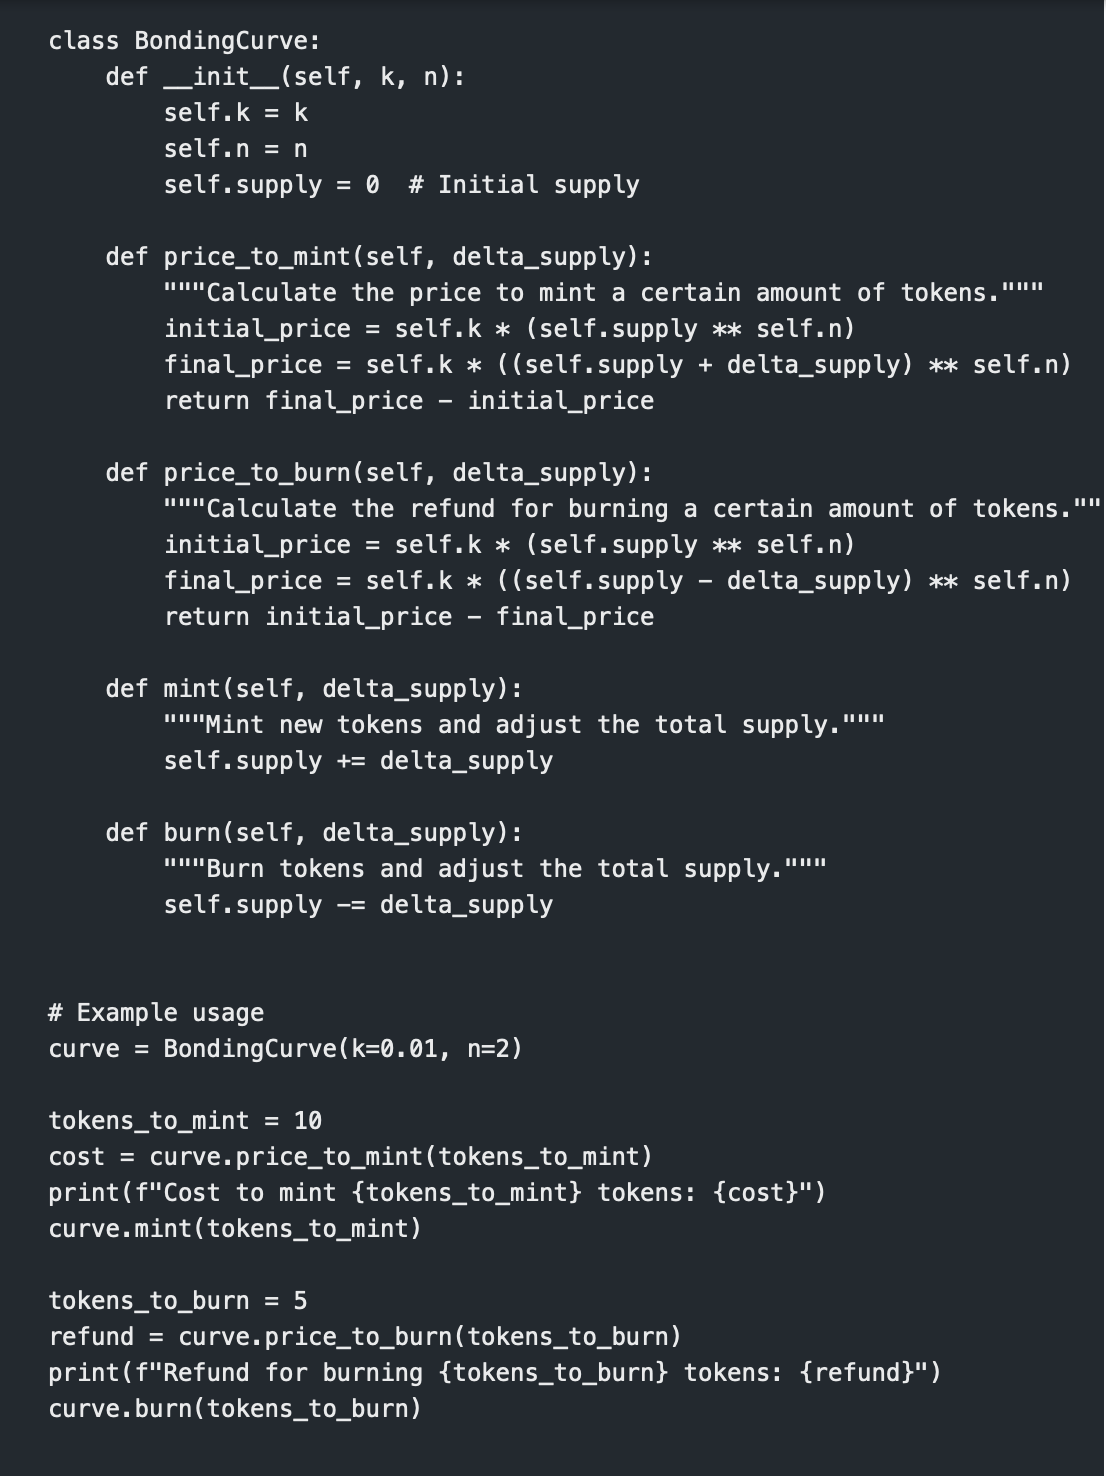 class BondingCurve:
    def __init__(self, k, n):
        self.k = k
        self.n = n
        self.supply = 0  # Initial supply

    def price_to_mint(self, delta_supply):
        """Calculate the price to mint a certain amount of tokens."""
        initial_price = self.k * (self.supply ** self.n)
        final_price = self.k * ((self.supply + delta_supply) ** self.n)
        return final_price - initial_price

    def price_to_burn(self, delta_supply):
        """Calculate the refund for burning a certain amount of tokens.""
        initial_price = self.k * (self.supply ** self.n)
        final_price = self.k * ((self.supply - delta_supply) ** self.n)
        return initial_price - final_price

    def mint(self, delta_supply):
        """Mint new tokens and adjust the total supply."""
        self.supply += delta_supply

    def burn(self, delta_supply):
        """Burn tokens and adjust the total supply."""
        self.supply -= delta_supply


# Example usage
curve = BondingCurve(k=0.01, n=2)

tokens_to_mint = 10
cost = curve.price_to_mint(tokens_to_mint)
print(f"Cost to mint {tokens_to_mint} tokens: {cost}")
curve.mint(tokens_to_mint)

tokens_to_burn = 5
refund = curve.price_to_burn(tokens_to_burn)
print(f"Refund for burning {tokens_to_burn} tokens: {refund}")
curve.burn(tokens_to_burn)